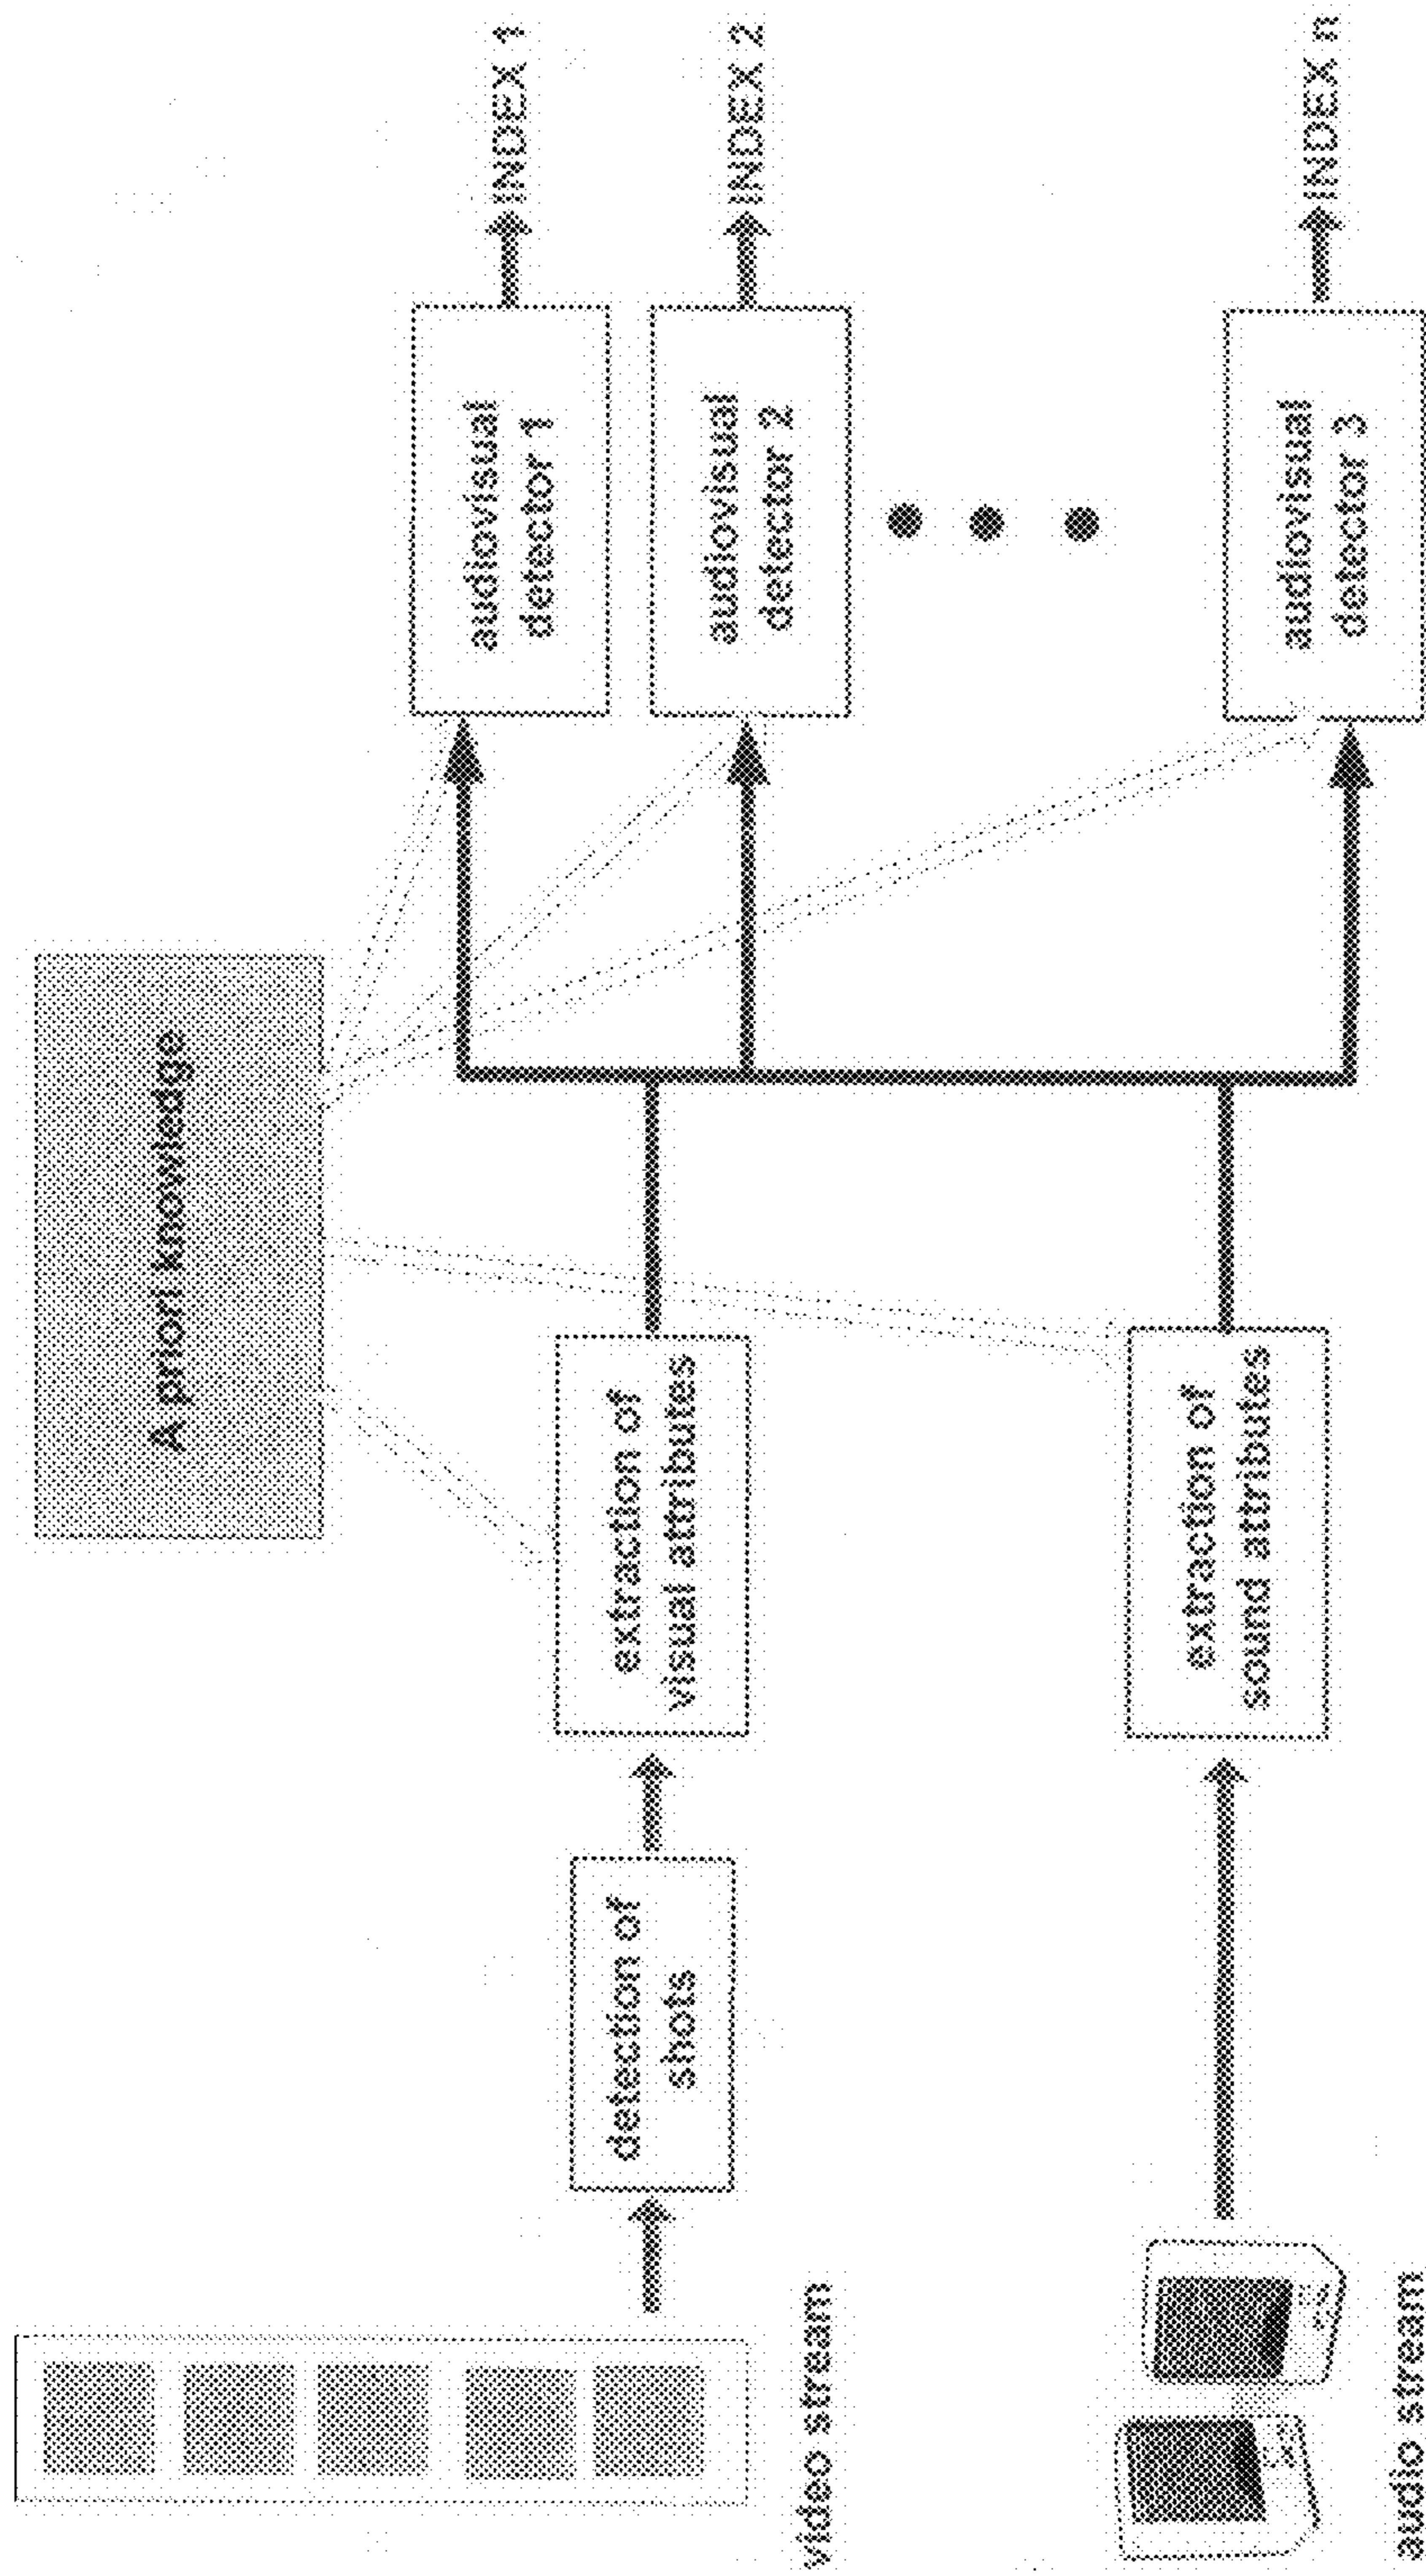 A priori knowledge
video stream
detection of
shots
extraction of
visual attributes
audiovisual
detector 1
INDEX 1
audiovisual
detector 2
INDEX 2
audio stream
extraction of
sound attributes
audiovisual
detector 3
INDEX n